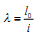 λ = l₀ / i